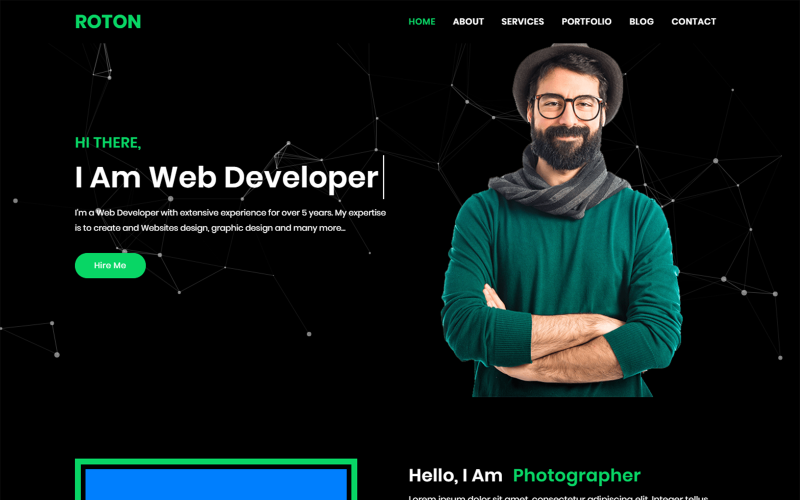 ROTON
HOME ABOUT SERVICES PORTFOLIO BLOG CONTACT
HI THERE,
I Am Web Developer
I'm a Web Developer with extensive experience for over 5 years. My expertise
is to create and Websites design, graphic design and many more...
Hire Me
Hello, I Am Photographer
Lorem ipsum dolor sit amet, consectetur adipiscing elit. Integer tellus